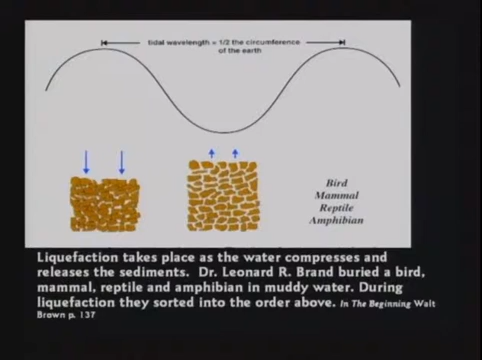 tidal wavelength = 1/2 the circumference
of the earth
Bird
Mammal
Reptile
Amphibian
Liquefaction takes place as the water compresses and
releases the sediments. Dr. Leonard R. Brand buried a bird,
mammal, reptile and amphibian in muddy water. During
liquefaction they sorted into the order above. In The Beginning Walt
Brown p. 137